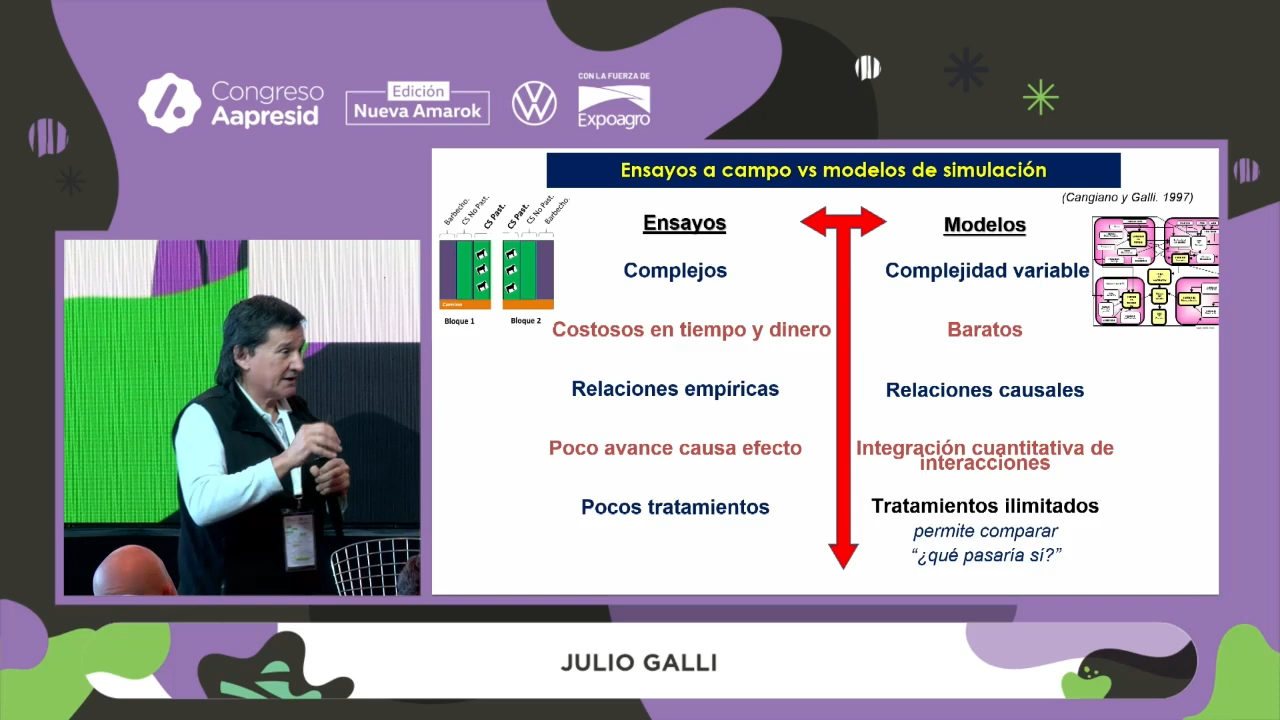 Congreso
Aapresid
Edición
Nueva Amarok
CON LA FUERZA DE
Expoagro
Ensayos a campo vs modelos de simulación
(Cangiano y Galli. 1997)
Barbecho.
CS No Past.
CS Past.
CS Past.
CS No Past.
Barbecho.
Camino
Bloque 1
Bloque 2
Ensayos
Modelos
Complejos
Complejidad variable
Costosos en tiempo y dinero
Baratos
Relaciones empíricas
Relaciones causales
Poco avance causa efecto
Integración cuantitativa de
interacciones
Pocos tratamientos
Tratamientos ilimitados
permite comparar
“¿qué pasaría sí?”
JULIO GALLI